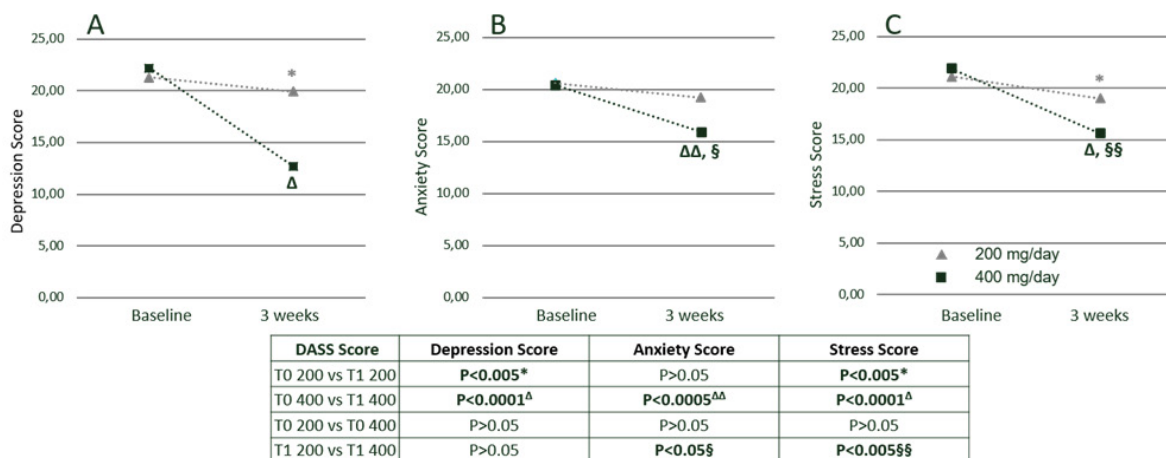 A
25,00
20,00
15,00
10,00
5,00
0,00
Depression Score
*
Δ
Baseline 3 weeks
B
25,00
20,00
15,00
10,00
5,00
0,00
Anxiety Score
ΔΔ, §
Baseline 3 weeks
C
25,00
20,00
15,00
10,00
5,00
0,00
Stress Score
*
Δ, §§
200 mg/day
400 mg/day
Baseline 3 weeks
DASS Score Depression Score Anxiety Score Stress Score
T0 200 vs T1 200 P<0.005* P>0.05 P<0.005*
T0 400 vs T1 400 P<0.0001Δ P<0.0005ΔΔ P<0.0001Δ
T0 200 vs T0 400 P>0.05 P>0.05 P>0.05
T1 200 vs T1 400 P>0.05 P<0.05§ P<0.005§§